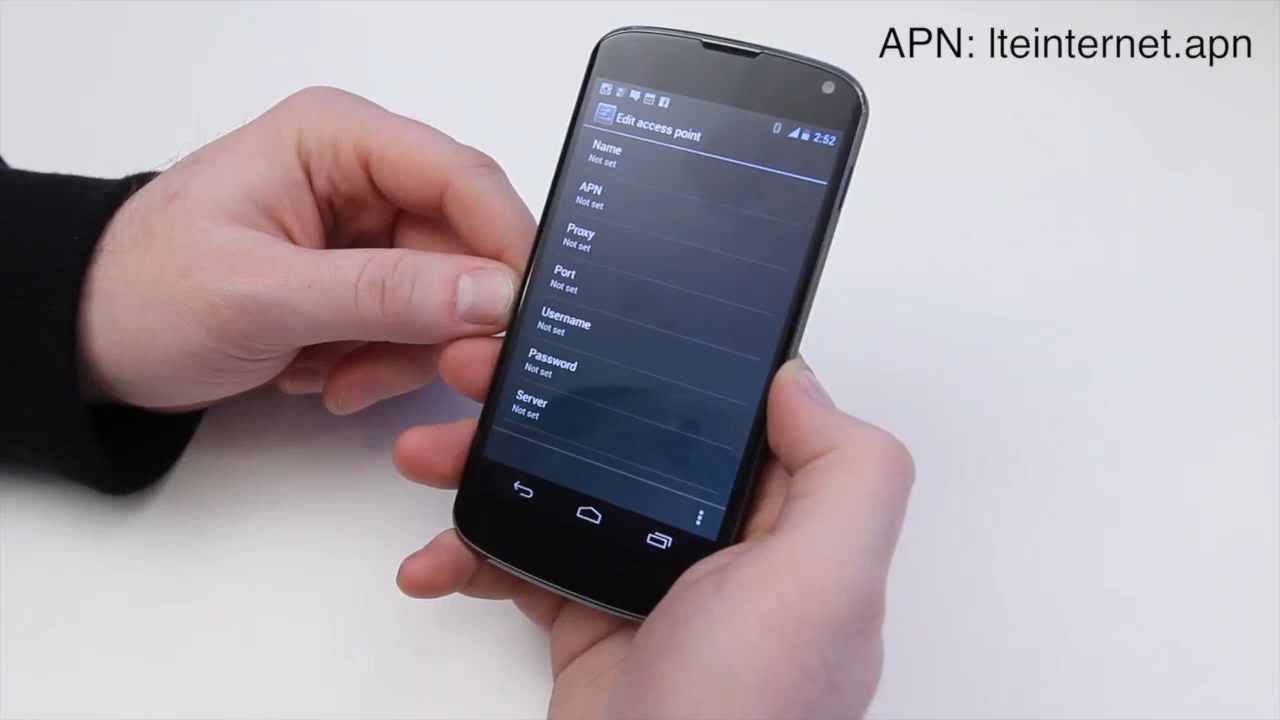 APN: lteinternet.apn
2:52
Edit access point
Name
Not set
APN
Not set
Proxy
Not set
Port
Not set
Username
Not set
Password
Not set
Server
Not set